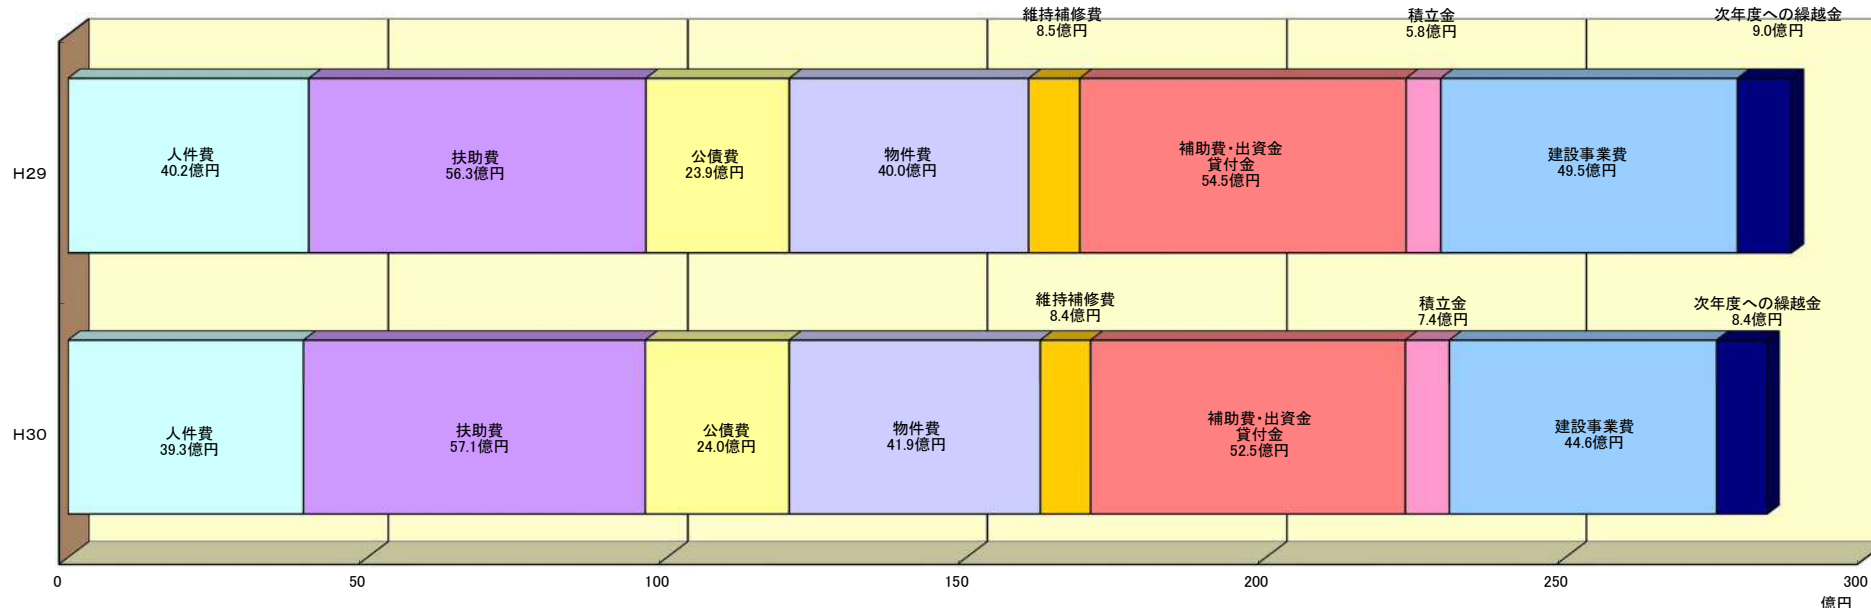 維持補修費
8.5億円
積立金
5.8億円
次年度への繰越金
9.0億円
H29
人件費
40.2億円
扶助費
56.3億円
公債費
23.9億円
物件費
40.0億円
補助費・出資金
貸付金
54.5億円
建設事業費
49.5億円
維持補修費
8.4億円
積立金
7.4億円
次年度への繰越金
8.4億円
H30
人件費
39.3億円
扶助費
57.1億円
公債費
24.0億円
物件費
41.9億円
補助費・出資金
貸付金
52.5億円
建設事業費
44.6億円
0
50
100
150
200
250
300
億円